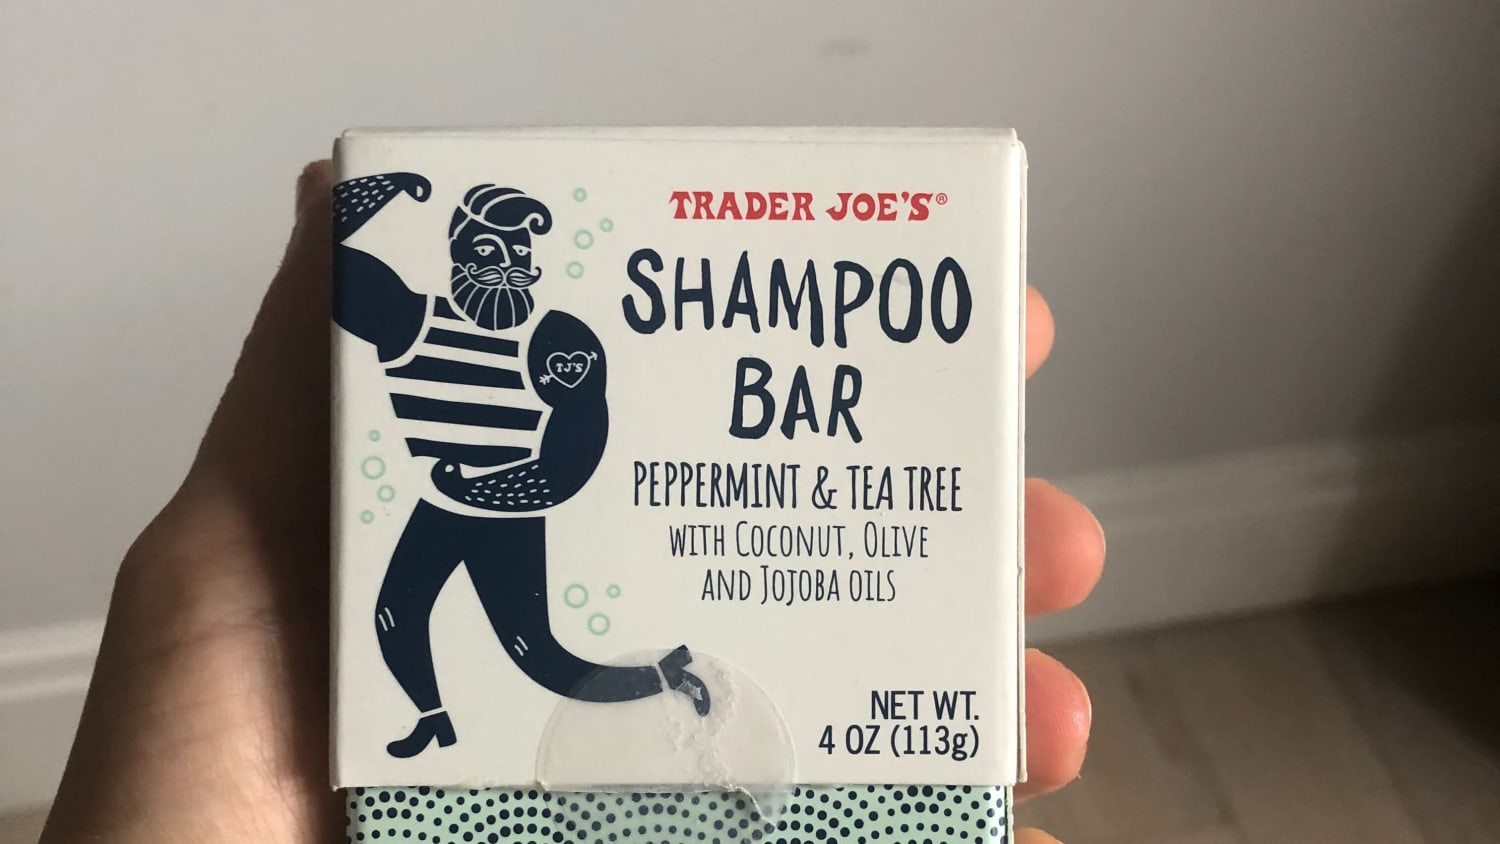 TRADER JOE'S®
SHAMPOO
BAR
PEPPERMINT & TEA TREE
WITH COCONUT, OLIVE
AND JOJOBA OILS
TJ'S
NET WT.
4 OZ (113g)